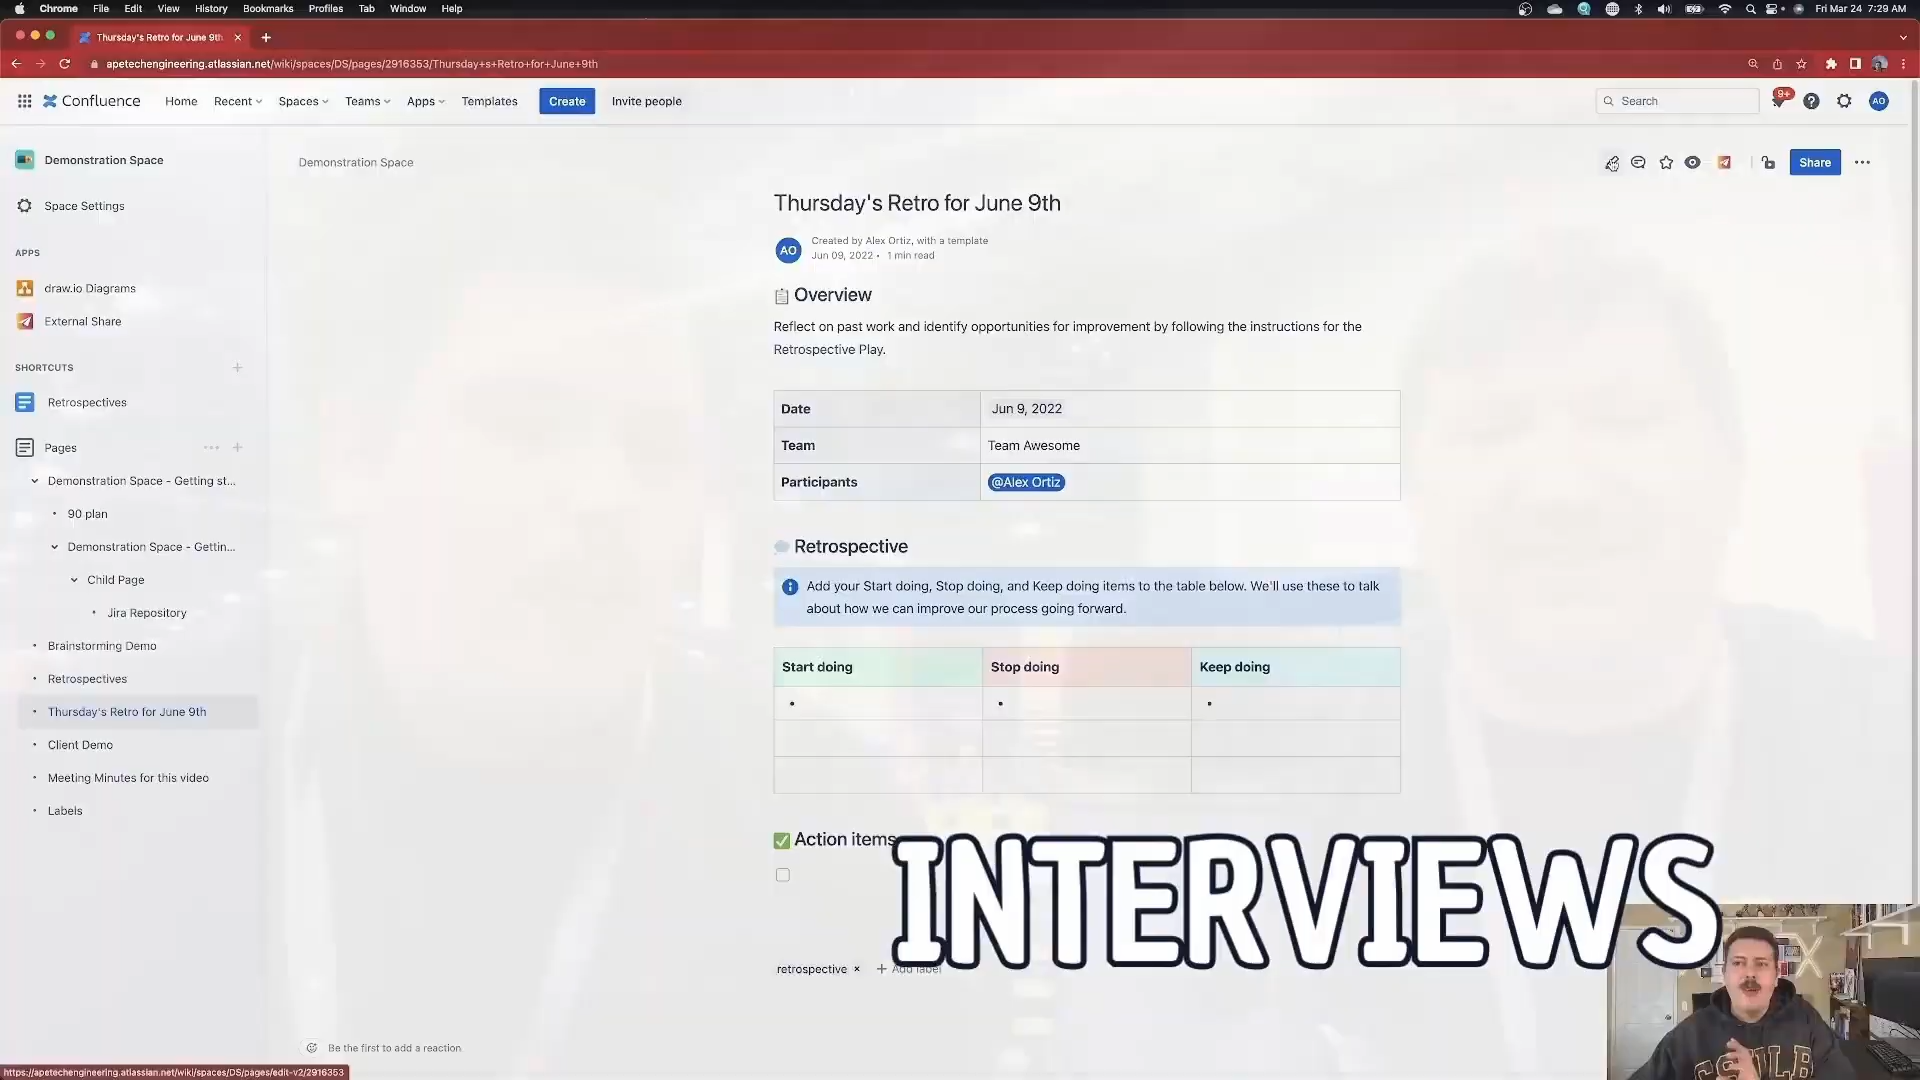 Chrome File Edit View History Bookmarks Profiles Tab Window Help Fri Mar 24 7:29 AM
Thursday's Retro for June 9th
apetechengineering.atlassian.net/wiki/spaces/DS/pages/2916353/Thursday+s+Retro+for+June+9th
Confluence Home Recent Spaces Teams Apps Templates Create Invite people Search 9+ AO
Demonstration Space
Space Settings
APPS
draw.io Diagrams
External Share
SHORTCUTS
Retrospectives
Pages
Demonstration Space - Getting st...
90 plan
Demonstration Space - Gettin...
Child Page
Jira Repository
Brainstorming Demo
Retrospectives
Thursday's Retro for June 9th
Client Demo
Meeting Minutes for this video
Labels
Demonstration Space
Share
Thursday's Retro for June 9th
AO
Created by Alex Ortiz, with a template
Jun 09, 2022 • 1 min read
Overview
Reflect on past work and identify opportunities for improvement by following the instructions for the
Retrospective Play.
Date Jun 9, 2022
Team Team Awesome
Participants @Alex Ortiz
Retrospective
Add your Start doing, Stop doing, and Keep doing items to the table below. We'll use these to talk
about how we can improve our process going forward.
Start doing Stop doing Keep doing
Action items
INTERVIEWS
retrospective × + Add label
Be the first to add a reaction
https://apetechengineering.atlassian.net/wiki/spaces/DS/pages/edit-v2/2916353
CSULB